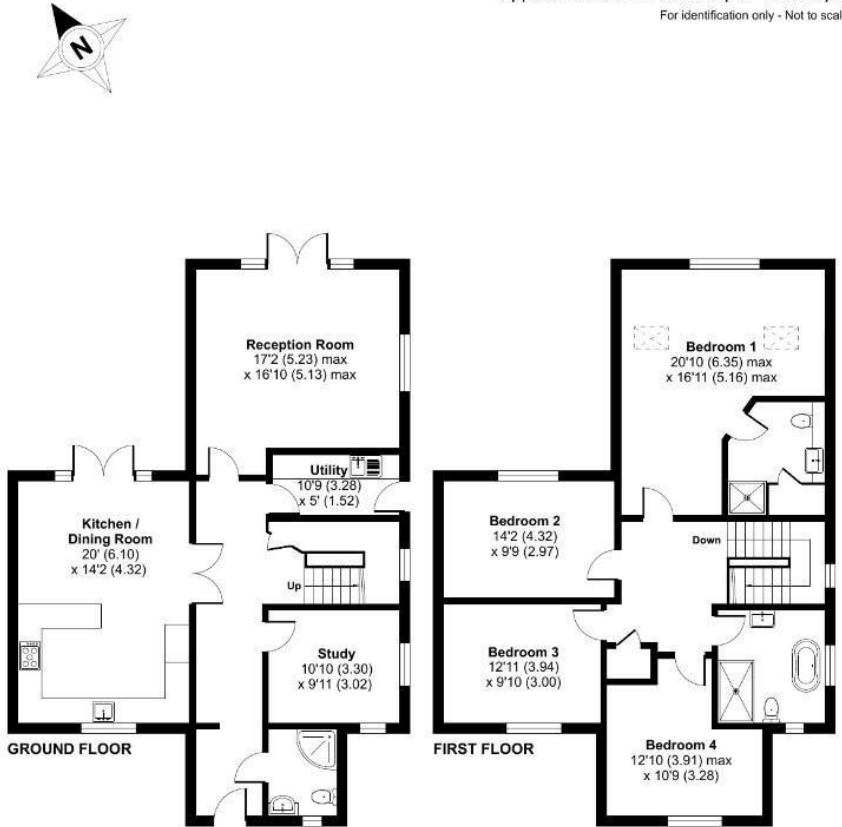 For identification only - Not to scal
N
Reception Room
17'2 (5.23) max
x 16'10 (5.13) max
Utility
10'9 (3.28)
x 5' (1.52)
Kitchen /
Dining Room
20' (6.10)
x 14'2 (4.32)
Up
Study
10'10 (3.30)
x 9'11 (3.02)
GROUND FLOOR
Bedroom 1
20'10 (6.35) max
x 16'11 (5.16) max
Bedroom 2
14'2 (4.32)
x 9'9 (2.97)
Down
Bedroom 3
12'11 (3.94)
x 9'10 (3.00)
Bedroom 4
12'10 (3.91) max
x 10'9 (3.28)
FIRST FLOOR